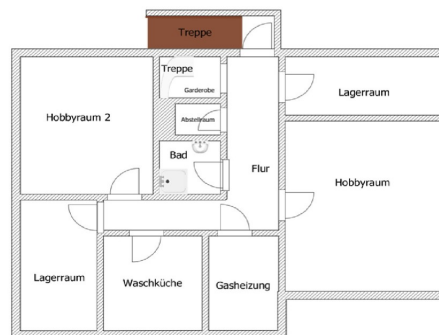 Treppe
Treppe
Garderobe
Lagerraum
Hobbyraum 2
Abstellraum
Bad
Flur
Hobbyraum
Lagerraum
Waschküche
Gasheizung